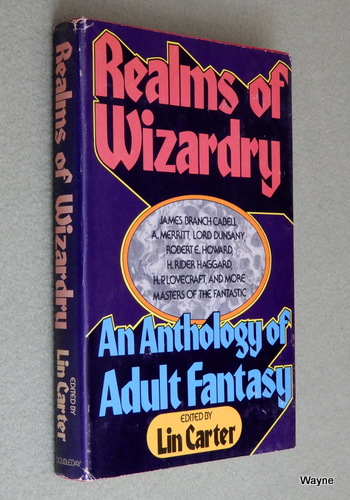 Realms of Wizardry
EDITED BY
Lin Carter
DOUBLEDAY
Realms of
Wizardry
JAMES BRANCH CABELL,
A. MERRITT, LORD DUNSANY,
ROBERT E. HOWARD,
H. RIDER HAGGARD,
H. P. LOVECRAFT, AND MORE
MASTERS OF THE FANTASTIC
An Anthology of
Adult Fantasy
EDITED BY
Lin Carter
Wayne